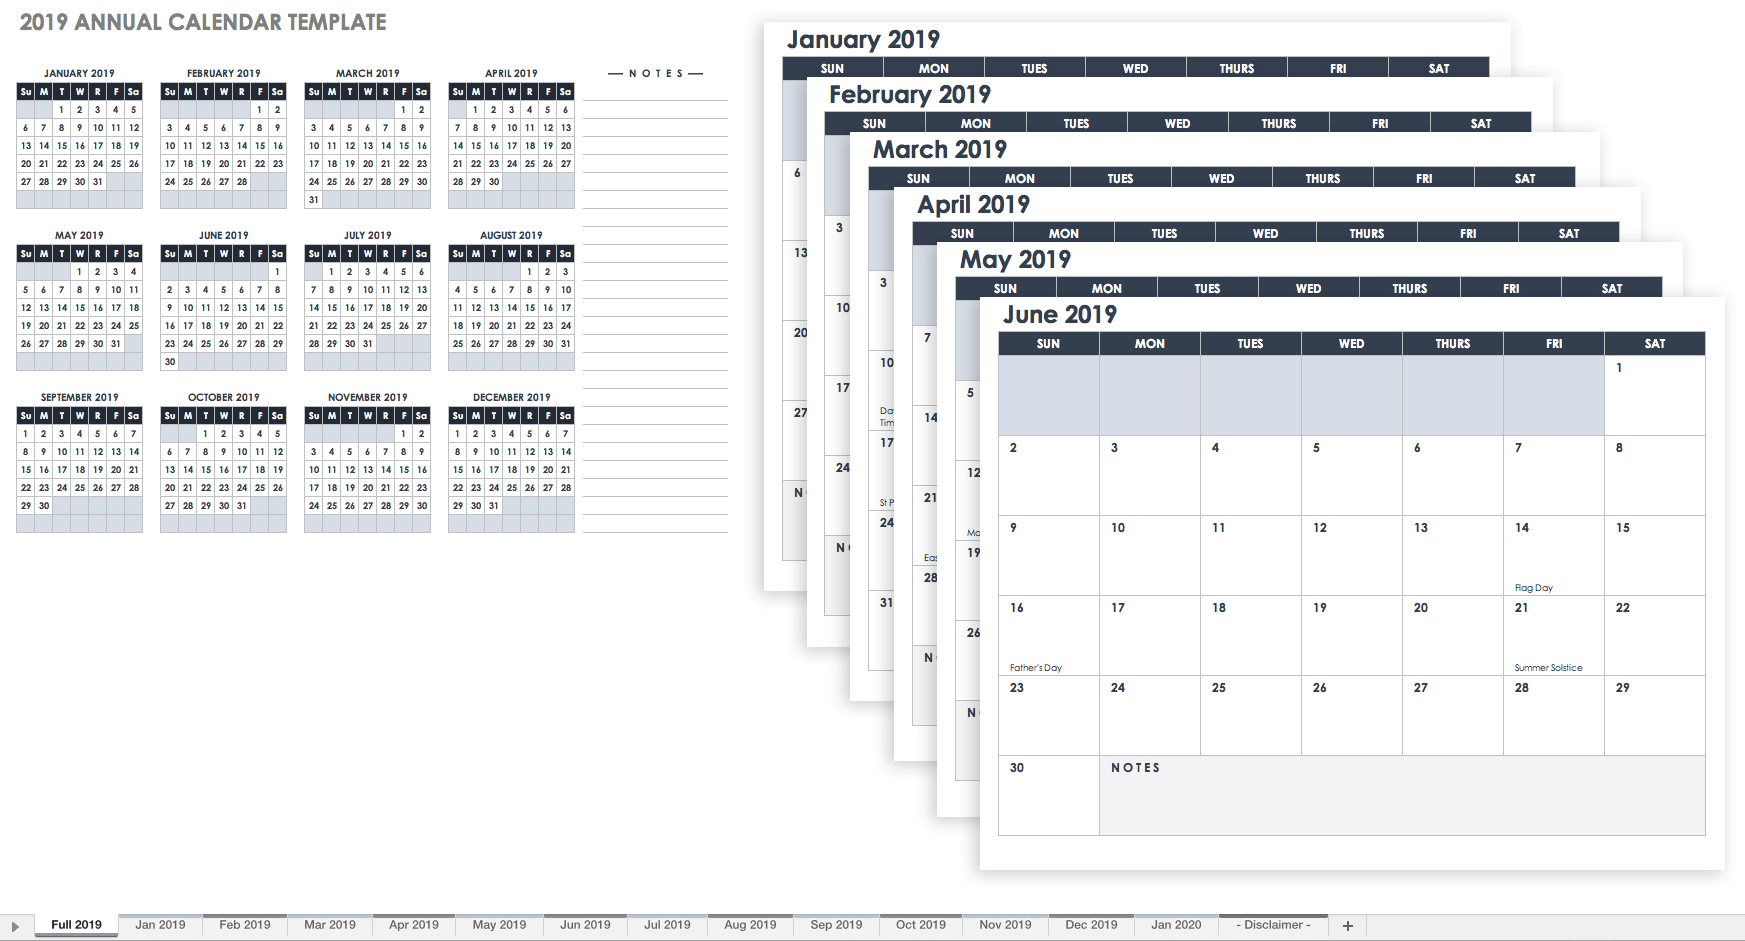 2019 ANNUAL CALENDAR TEMPLATE
JANUARY 2019
Su M T W R F Sa
1 2 3 4 5
6 7 8 9 10 11 12
13 14 15 16 17 18 19
20 21 22 23 24 25 26
27 28 29 30 31
FEBRUARY 2019
Su M T W R F Sa
1 2
3 4 5 6 7 8 9
10 11 12 13 14 15 16
17 18 19 20 21 22 23
24 25 26 27 28
MARCH 2019
Su M T W R F Sa
1 2
3 4 5 6 7 8 9
10 11 12 13 14 15 16
17 18 19 20 21 22 23
24 25 26 27 28 29 30
31
APRIL 2019
Su M T W R F Sa
1 2 3 4 5 6
7 8 9 10 11 12 13
14 15 16 17 18 19 20
21 22 23 24 25 26 27
28 29 30
— N O T E S —
MAY 2019
Su M T W R F Sa
1 2 3 4
5 6 7 8 9 10 11
12 13 14 15 16 17 18
19 20 21 22 23 24 25
26 27 28 29 30 31
JUNE 2019
Su M T W R F Sa
1
2 3 4 5 6 7 8
9 10 11 12 13 14 15
16 17 18 19 20 21 22
23 24 25 26 27 28 29
30
JULY 2019
Su M T W R F Sa
1 2 3 4 5 6
7 8 9 10 11 12 13
14 15 16 17 18 19 20
21 22 23 24 25 26 27
28 29 30 31
AUGUST 2019
Su M T W R F Sa
1 2 3
4 5 6 7 8 9 10
11 12 13 14 15 16 17
18 19 20 21 22 23 24
25 26 27 28 29 30 31
SEPTEMBER 2019
Su M T W R F Sa
1 2 3 4 5 6 7
8 9 10 11 12 13 14
15 16 17 18 19 20 21
22 23 24 25 26 27 28
29 30
OCTOBER 2019
Su M T W R F Sa
1 2 3 4 5
6 7 8 9 10 11 12
13 14 15 16 17 18 19
20 21 22 23 24 25 26
27 28 29 30 31
NOVEMBER 2019
Su M T W R F Sa
1 2
3 4 5 6 7 8 9
10 11 12 13 14 15 16
17 18 19 20 21 22 23
24 25 26 27 28 29 30
DECEMBER 2019
Su M T W R F Sa
1 2 3 4 5 6 7
8 9 10 11 12 13 14
15 16 17 18 19 20 21
22 23 24 25 26 27 28
29 30 31
January 2019
SUN MON TUES WED THURS FRI SAT
6
13
20
27
N
February 2019
SUN MON TUES WED THURS FRI SAT
3
10
17
24
N
March 2019
SUN MON TUES WED THURS FRI SAT
3
10
Da
Tim
17
St P
24
31
April 2019
SUN MON TUES WED THURS FRI SAT
7
14
21
Eas
28
N
May 2019
SUN MON TUES WED THURS FRI SAT
5
12
Mo
19
26
N
June 2019
SUN MON TUES WED THURS FRI SAT
1
2 3 4 5 6 7 8
9 10 11 12 13 14 15
Flag Day
16 17 18 19 20 21 22
Father's Day Summer Solstice
23 24 25 26 27 28 29
30 NOTES
Full 2019 Jan 2019 Feb 2019 Mar 2019 Apr 2019 May 2019 Jun 2019 Jul 2019 Aug 2019 Sep 2019 Oct 2019 Nov 2019 Dec 2019 Jan 2020 - Disclaimer - +